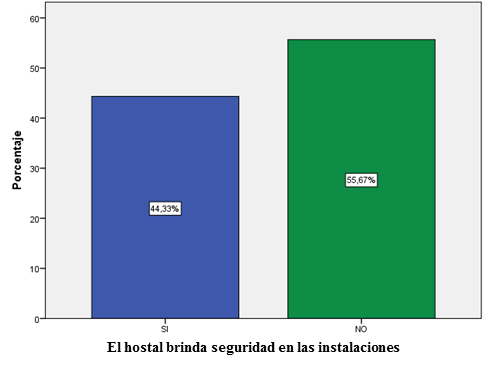 60
50
40
30
20
10
0
Porcentaje
44,33%
55,67%
SI
NO
El hostal brinda seguridad en las instalaciones